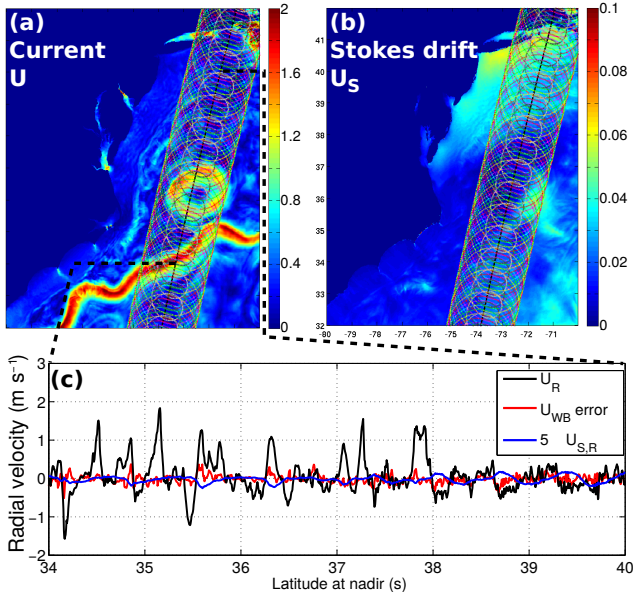 (a)
Current
U
2
1.6
1.2
0.8
0.4
0
(b)
Stokes drift
U_S
41
40
39
38
37
36
35
34
33
32
-80 -79 -78 -77 -76 -75 -74 -73 -72 -71
0.1
0.08
0.06
0.04
0.02
0
(c)
Radial velocity (m s⁻¹)
3
2
1
0
-1
-2
U_R
U_WB error
5 U_S,R
34 35 36 37 38 39 40
Latitude at nadir (s)